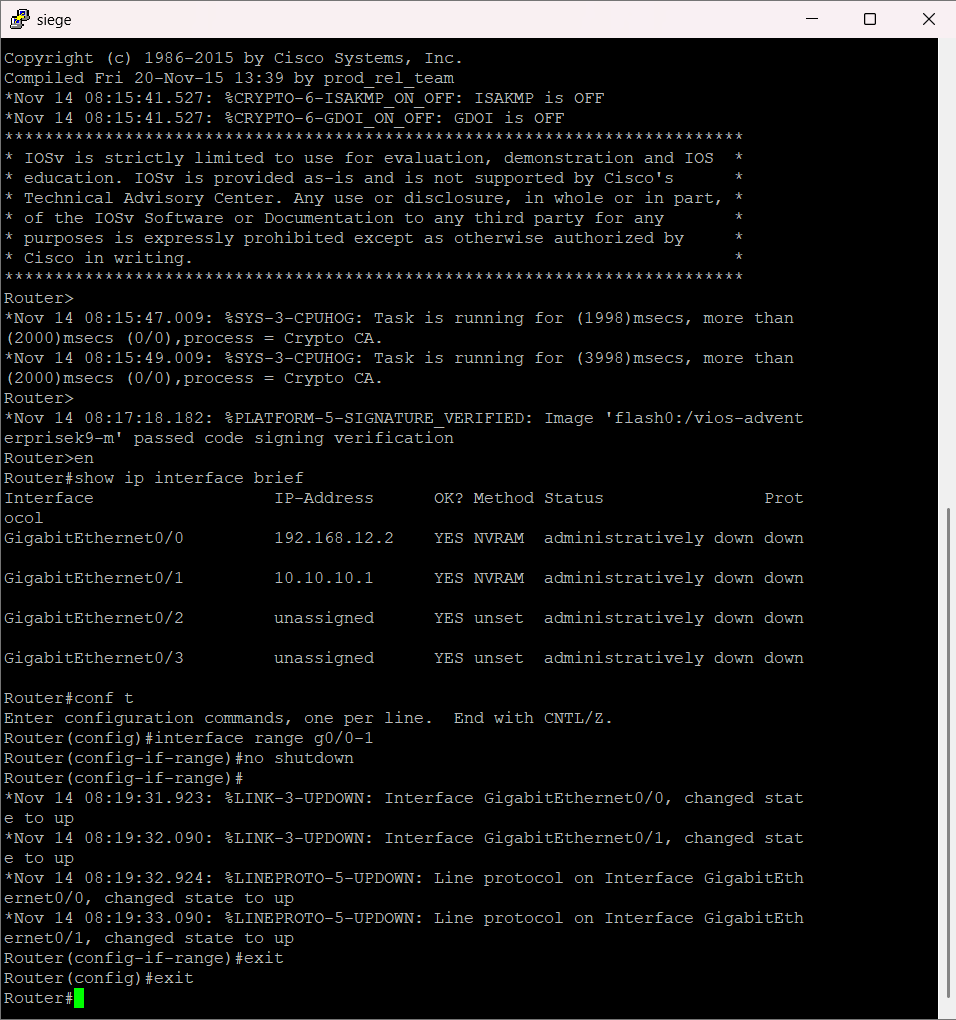 siege
Copyright (c) 1986-2015 by Cisco Systems, Inc.
Compiled Fri 20-Nov-15 13:39 by prod_rel_team
*Nov 14 08:15:41.527: %CRYPTO-6-ISAKMP_ON_OFF: ISAKMP is OFF
*Nov 14 08:15:41.527: %CRYPTO-6-GDOI_ON_OFF: GDOI is OFF
**************************************************************************
* IOSv is strictly limited to use for evaluation, demonstration and IOS  *
* education. IOSv is provided as-is and is not supported by Cisco's      *
* Technical Advisory Center. Any use or disclosure, in whole or in part, *
* of the IOSv Software or Documentation to any third party for any       *
* purposes is expressly prohibited except as otherwise authorized by     *
* Cisco in writing.                                                      *
**************************************************************************
Router>
*Nov 14 08:15:47.009: %SYS-3-CPUHOG: Task is running for (1998)msecs, more than
(2000)msecs (0/0),process = Crypto CA.
*Nov 14 08:15:49.009: %SYS-3-CPUHOG: Task is running for (3998)msecs, more than
(2000)msecs (0/0),process = Crypto CA.
Router>
*Nov 14 08:17:18.182: %PLATFORM-5-SIGNATURE_VERIFIED: Image 'flash0:/vios-advent
erprisek9-m' passed code signing verification
Router>en
Router#show ip interface brief
Interface                  IP-Address      OK? Method Status                Prot
ocol
GigabitEthernet0/0         192.168.12.2    YES NVRAM  administratively down down
GigabitEthernet0/1         10.10.10.1      YES NVRAM  administratively down down
GigabitEthernet0/2         unassigned      YES unset  administratively down down
GigabitEthernet0/3         unassigned      YES unset  administratively down down
Router#conf t
Enter configuration commands, one per line.  End with CNTL/Z.
Router(config)#interface range g0/0-1
Router(config-if-range)#no shutdown
Router(config-if-range)#
*Nov 14 08:19:31.923: %LINK-3-UPDOWN: Interface GigabitEthernet0/0, changed stat
e to up
*Nov 14 08:19:32.090: %LINK-3-UPDOWN: Interface GigabitEthernet0/1, changed stat
e to up
*Nov 14 08:19:32.924: %LINEPROTO-5-UPDOWN: Line protocol on Interface GigabitEth
ernet0/0, changed state to up
*Nov 14 08:19:33.090: %LINEPROTO-5-UPDOWN: Line protocol on Interface GigabitEth
ernet0/1, changed state to up
Router(config-if-range)#exit
Router(config)#exit
Router#